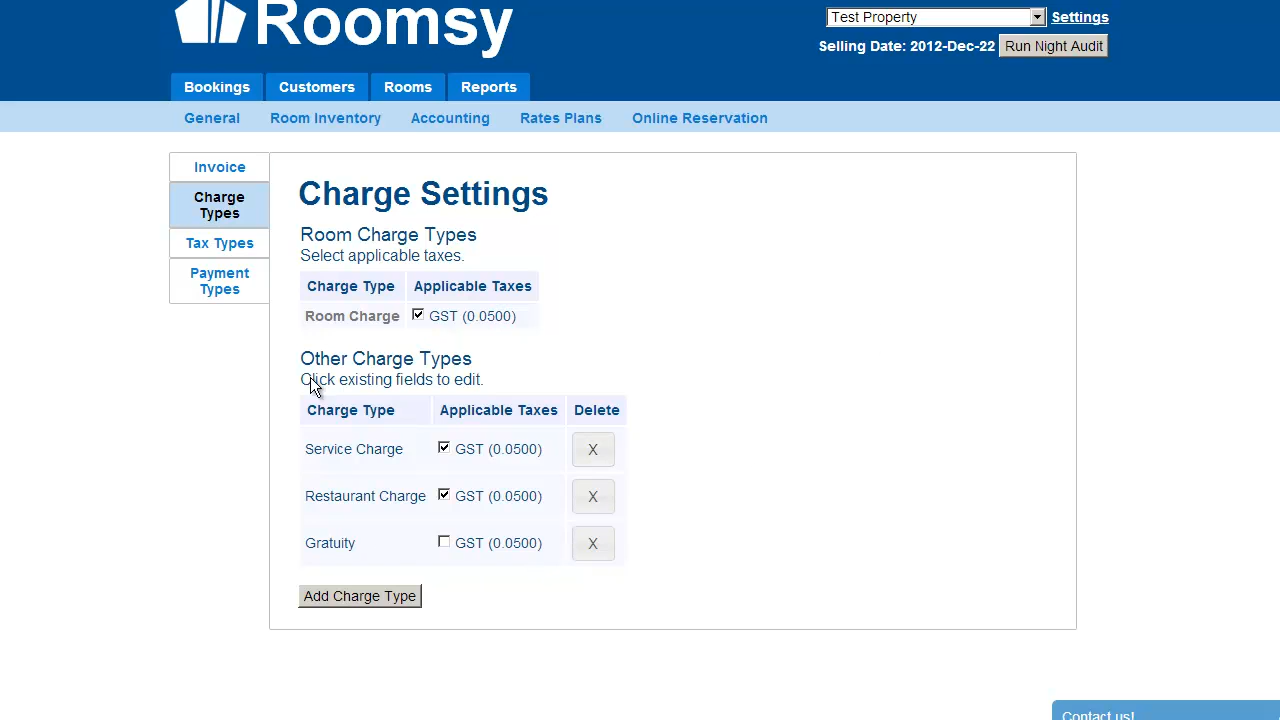 Roomsy
Test Property
Settings
Selling Date: 2012-Dec-22
Run Night Audit
Bookings
Customers
Rooms
Reports
General
Room Inventory
Accounting
Rates Plans
Online Reservation
Invoice
Charge
Types
Tax Types
Payment
Types
Charge Settings
Room Charge Types
Select applicable taxes.
Charge Type
Applicable Taxes
Room Charge
GST (0.0500)
Other Charge Types
Click existing fields to edit.
Charge Type
Applicable Taxes
Delete
Service Charge
GST (0.0500)
X
Restaurant Charge
GST (0.0500)
X
Gratuity
GST (0.0500)
X
Add Charge Type
Contact us!